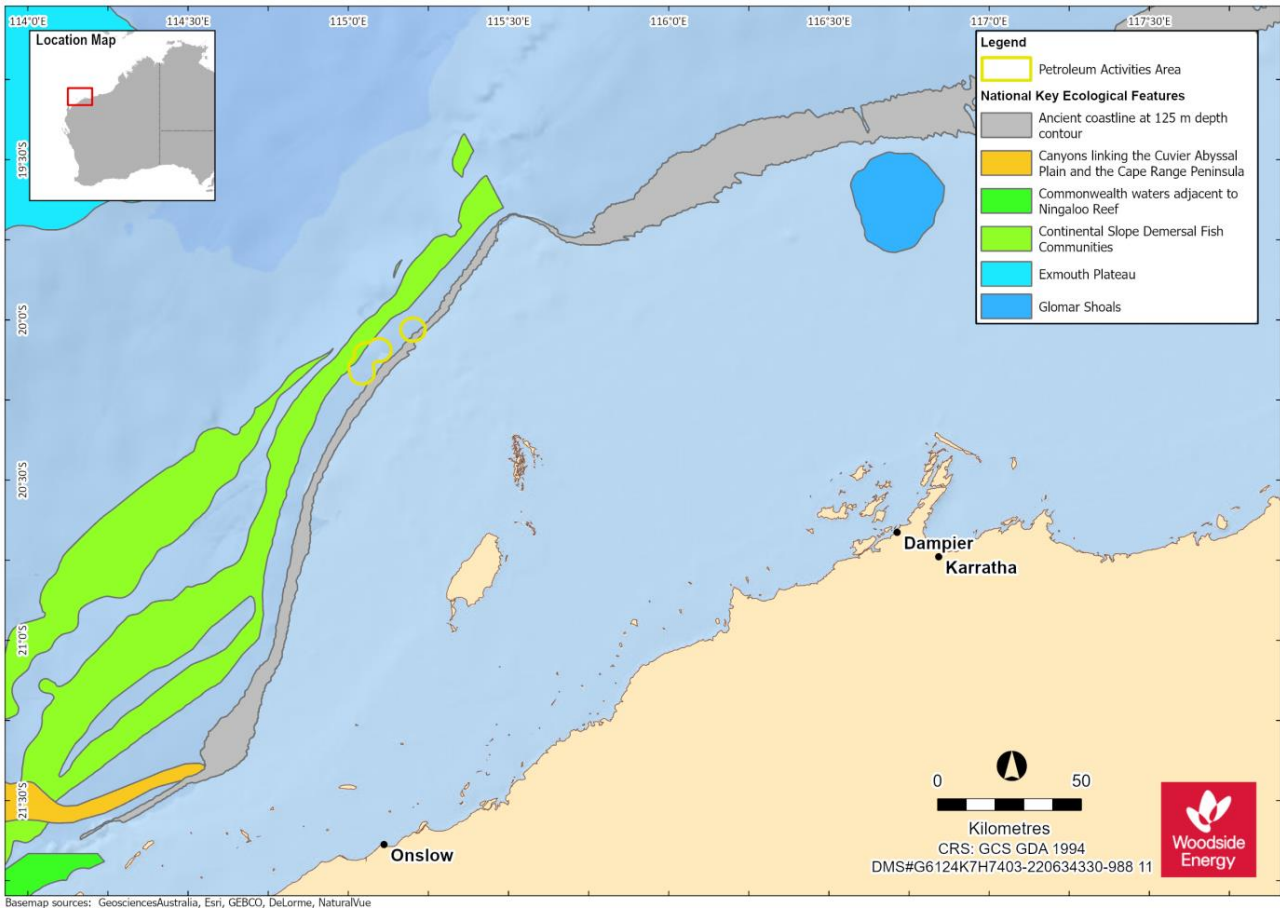 114°0'E
114°30'E
115°0'E
115°30'E
116°0'E
116°30'E
117°0'E
117°30'E
Location Map
Legend
Petroleum Activities Area
National Key Ecological Features
Ancient coastline at 125 m depth
contour
Canyons linking the Cuvier Abyssal
Plain and the Cape Range Peninsula
Commonwealth waters adjacent to
Ningaloo Reef
Continental Slope Demersal Fish
Communities
Exmouth Plateau
Glomar Shoals
19°30'S
20°0'S
20°30'S
21°0'S
21°30'S
Dampier
Karratha
Onslow
0 50
Kilometres
CRS: GCS GDA 1994
DMS#G6124K7H7403-220634330-988 11
Woodside
Energy
Basemap sources: GeosciencesAustralia, Esri, GEBCO, DeLorme, NaturalVue